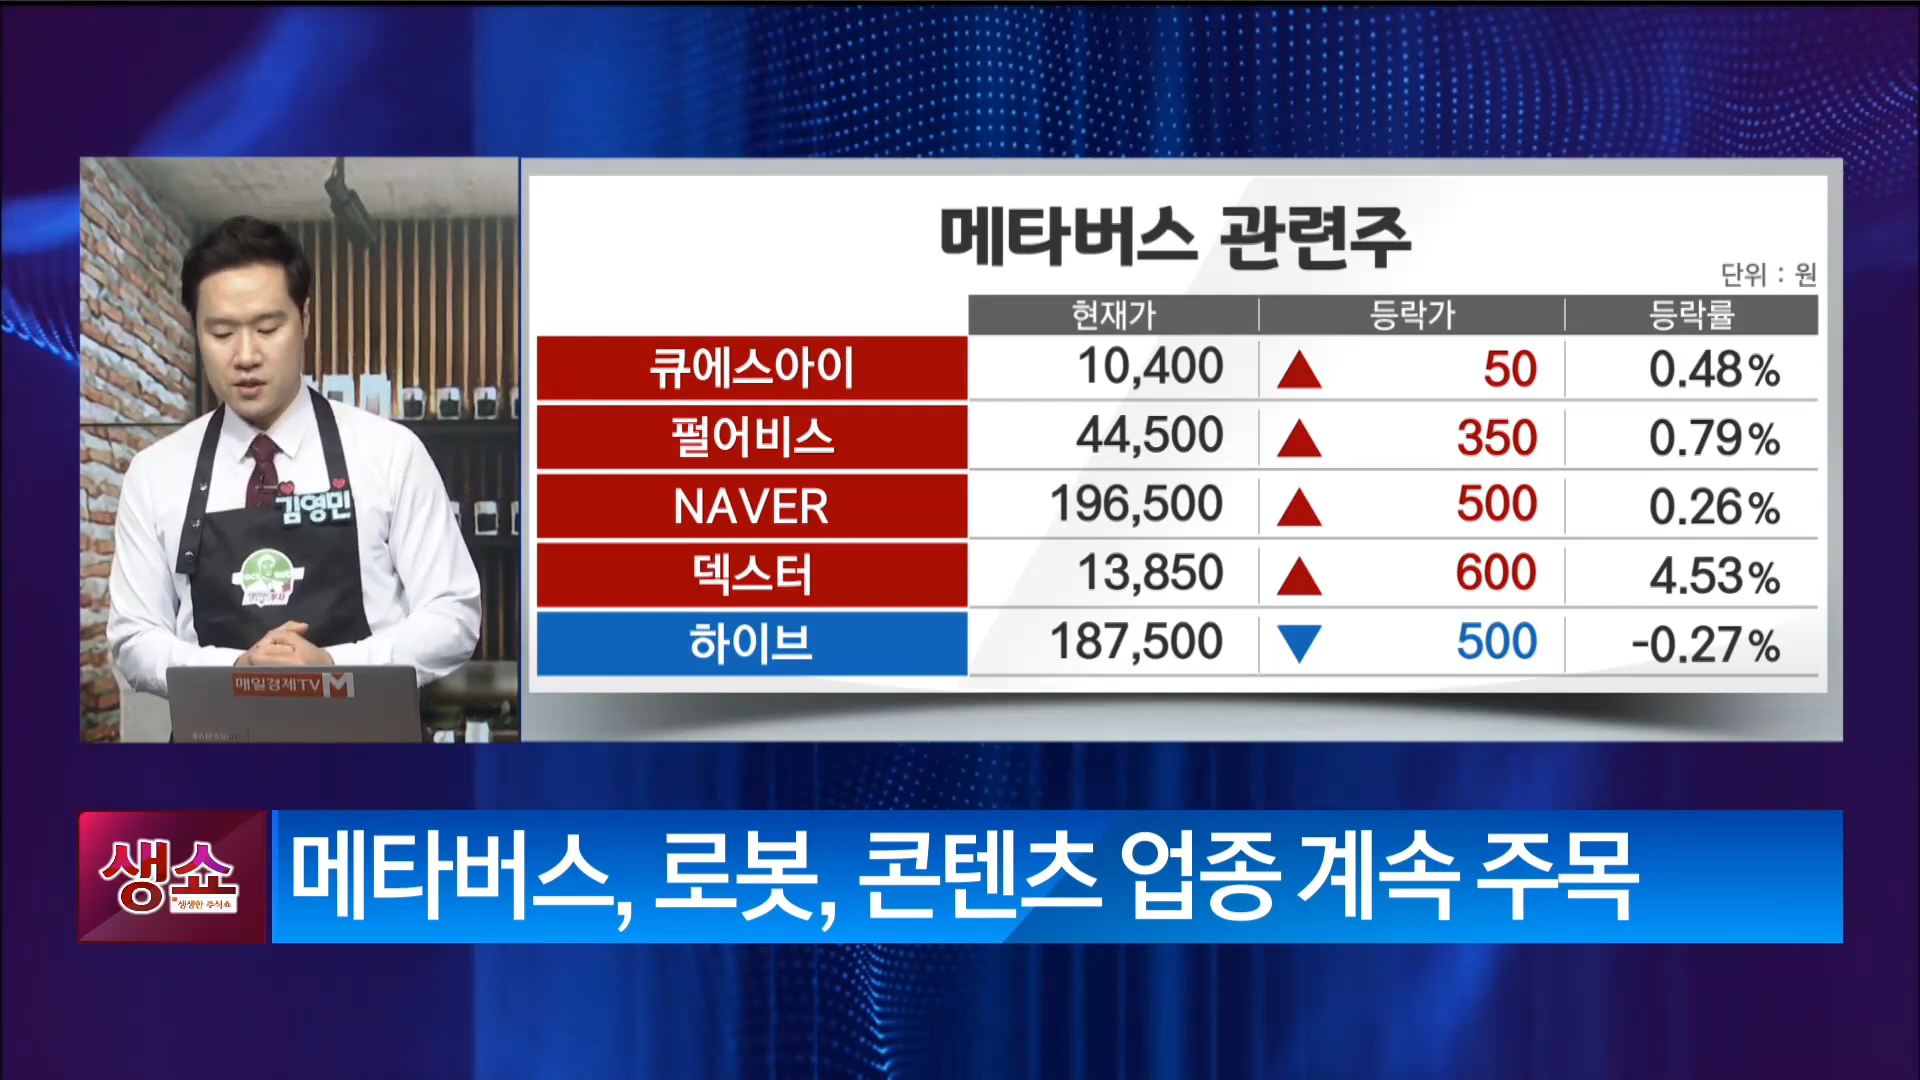 메타버스 관련주
단위 : 원
현재가 등락가 등락률
큐에스아이 10,400 ▲ 50 0.48%
펄어비스 44,500 ▲ 350 0.79%
NAVER 196,500 ▲ 500 0.26%
덱스터 13,850 ▲ 600 4.53%
하이브 187,500 ▼ 500 -0.27%
김영민
매일경제TV M
생쇼
생생한 주식쇼
메타버스, 로봇, 콘텐츠 업종 계속 주목